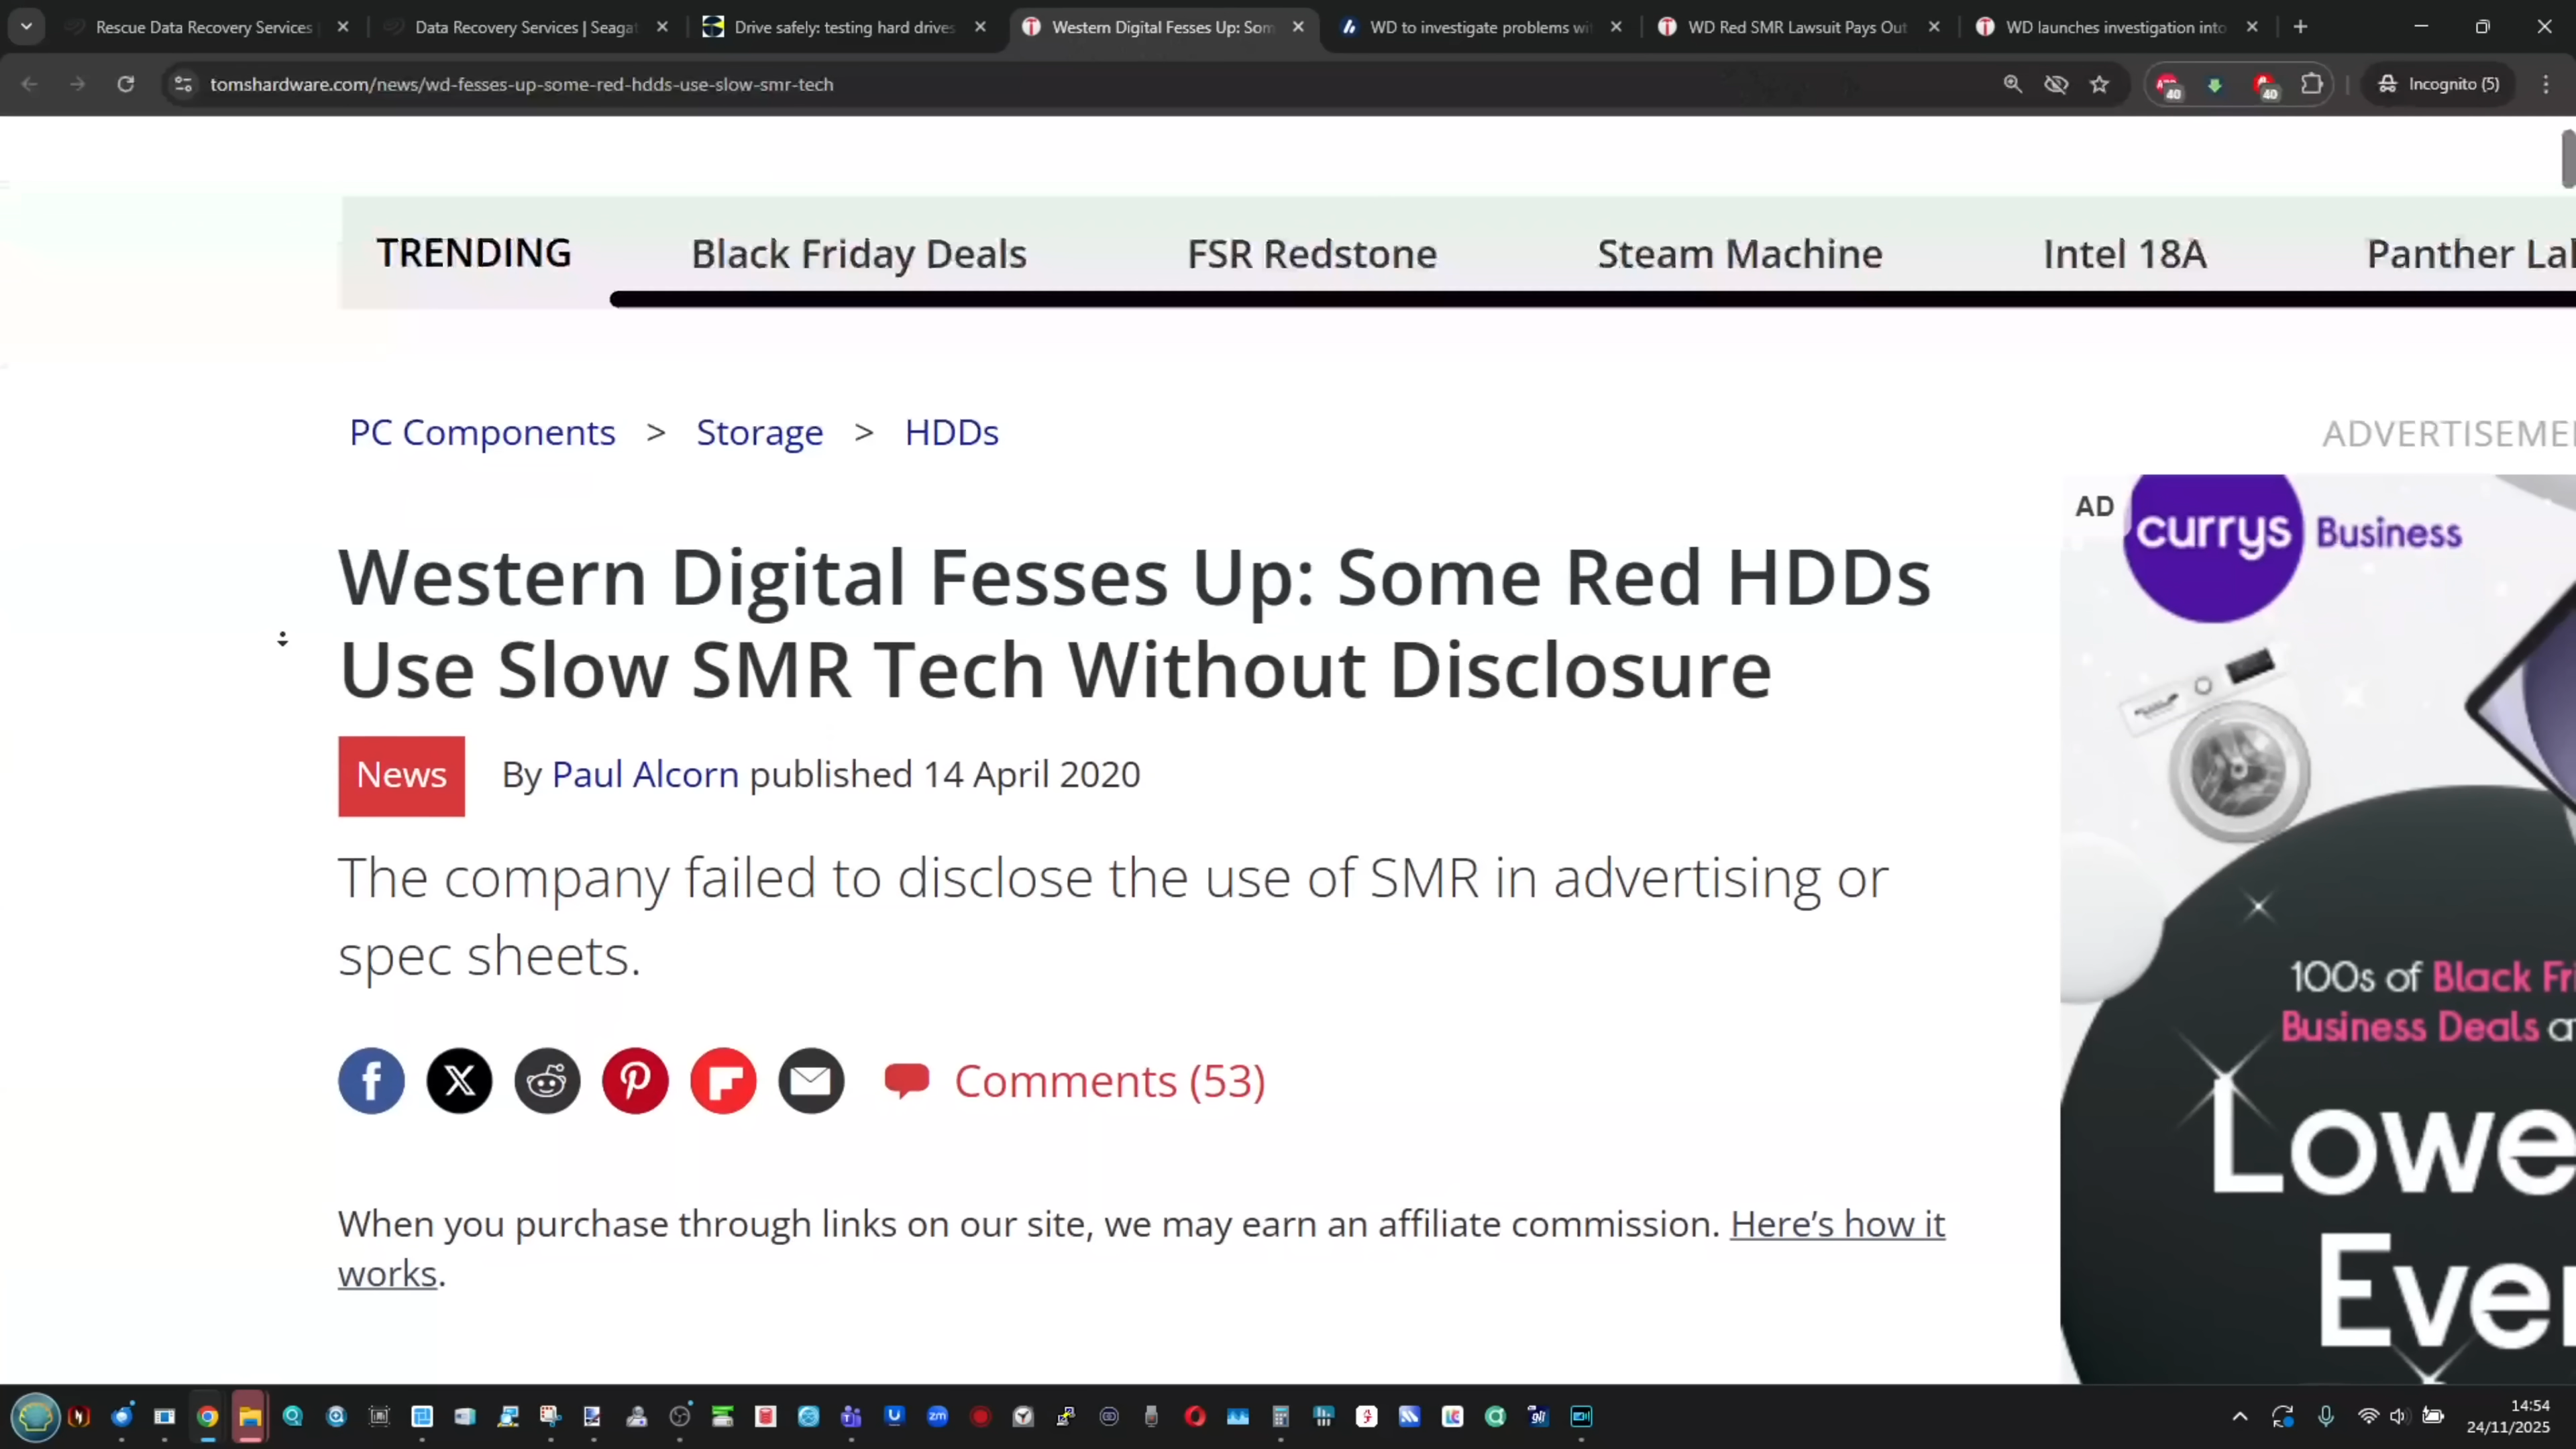 Rescue Data Recovery Services
Data Recovery Services | Seagat
Drive safely: testing hard drives
Western Digital Fesses Up: Som
WD to investigate problems wi
WD Red SMR Lawsuit Pays Out
WD launches investigation into
tomshardware.com/news/wd-fesses-up-some-red-hdds-use-slow-smr-tech
40
40
Incognito (5)
TRENDING
Black Friday Deals
FSR Redstone
Steam Machine
Intel 18A
Panther La
PC Components > Storage > HDDs
ADVERTISEME
AD
currys Business
Western Digital Fesses Up: Some Red HDDs
Use Slow SMR Tech Without Disclosure
News
By Paul Alcorn published 14 April 2020
The company failed to disclose the use of SMR in advertising or
spec sheets.
100s of Black Fri
Business Deals a
Lowe
Ever
Comments (53)
When you purchase through links on our site, we may earn an affiliate commission. Here's how it
works.
zm
14:54
24/11/2025